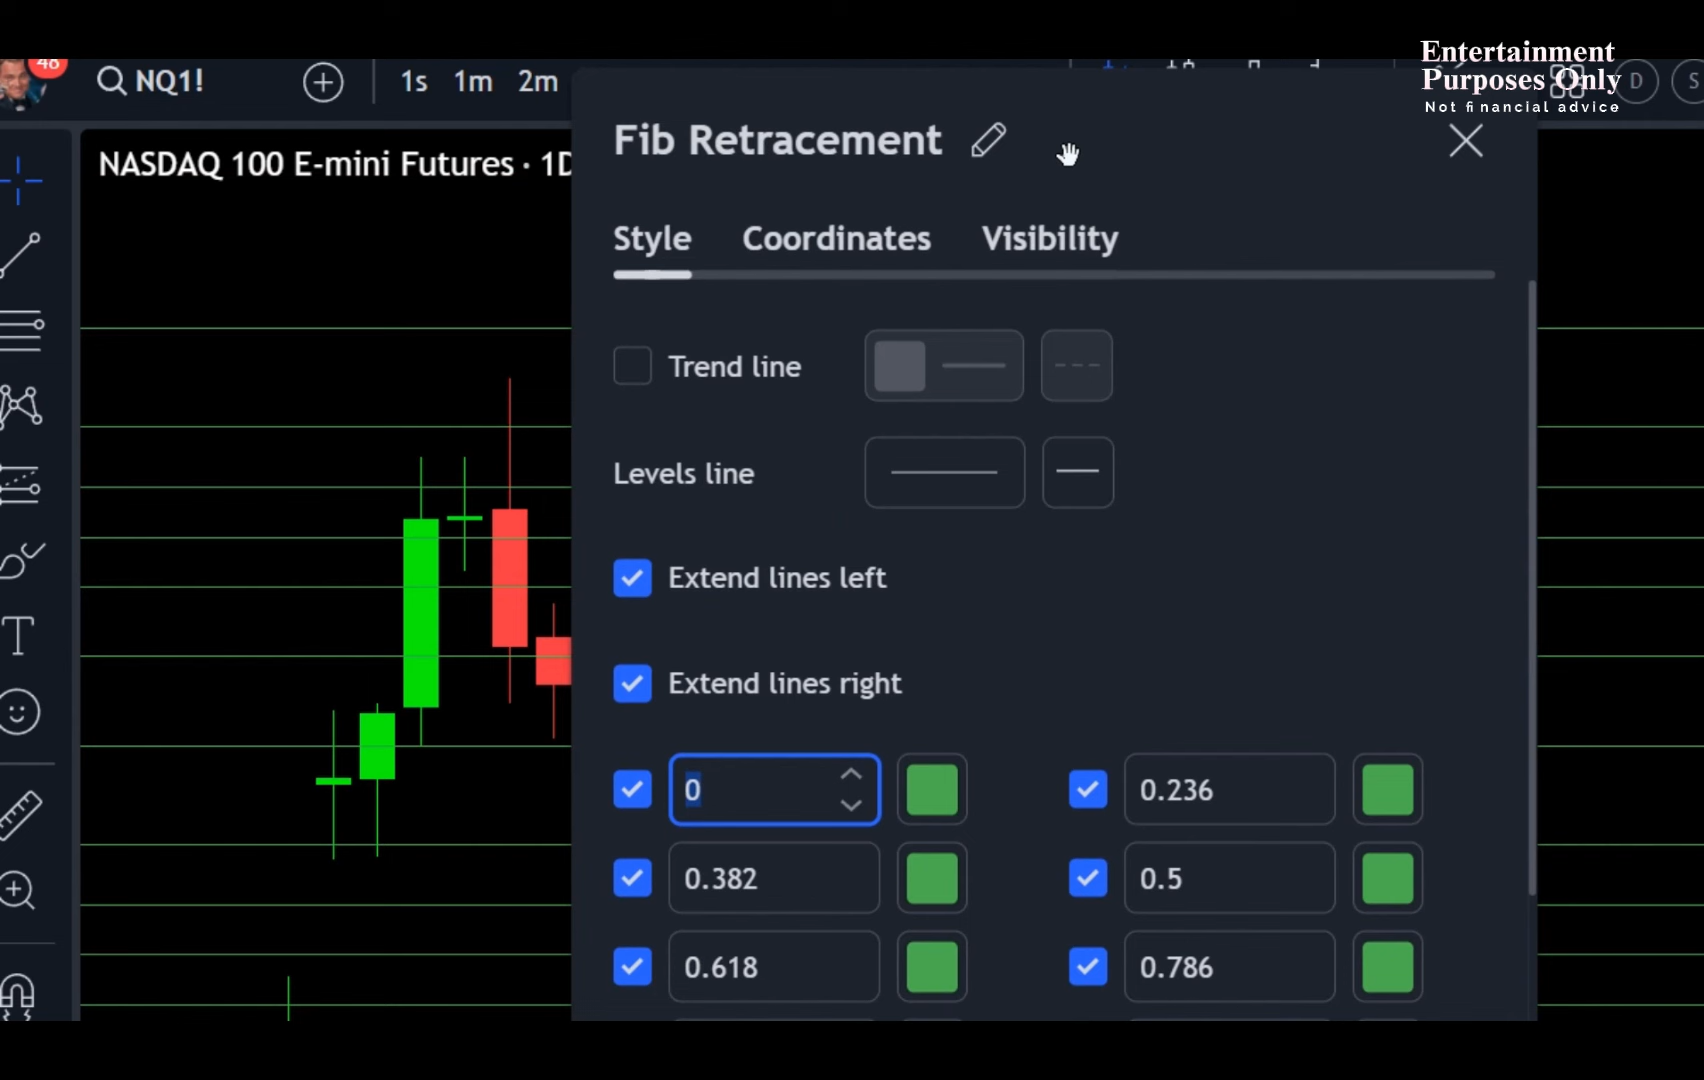 Entertainment
Purposes Only
Not financial advice
48
NQ1!
1s 1m 2m
D
S
NASDAQ 100 E-mini Futures · 1D
Fib Retracement
Style Coordinates Visibility
Trend line
Levels line
Extend lines left
Extend lines right
0 0.236
0.382 0.5
0.618 0.786